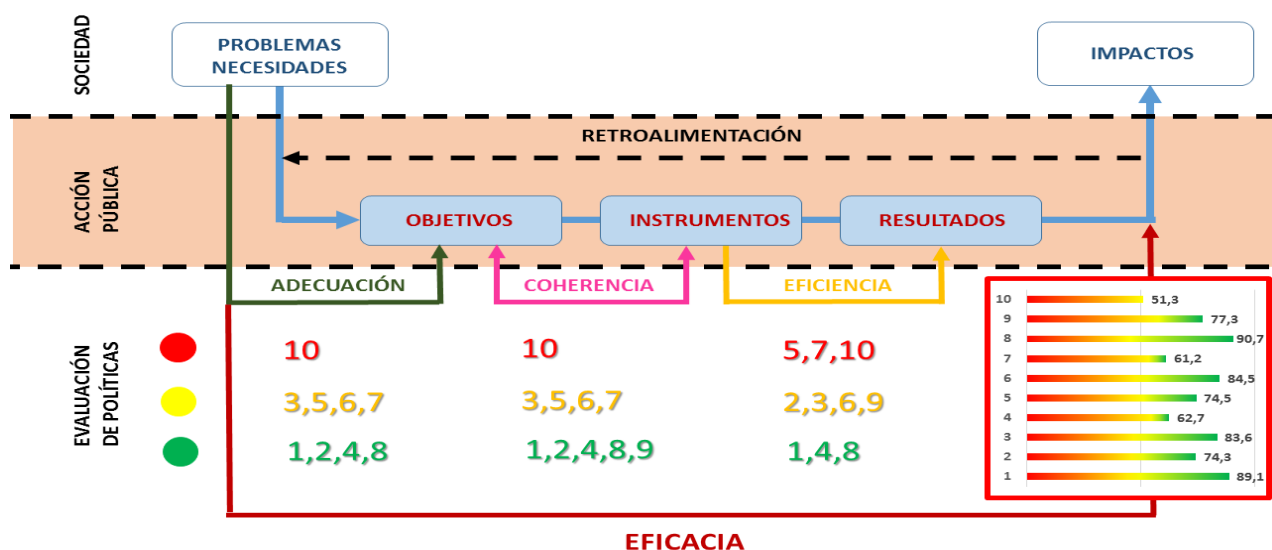 SOCIEDAD
PROBLEMAS
NECESIDADES
IMPACTOS
ACCIÓN
PÚBLICA
RETROALIMENTACIÓN
OBJETIVOS
INSTRUMENTOS
RESULTADOS
ADECUACIÓN
COHERENCIA
EFICIENCIA
EVALUACIÓN
DE POLÍTICAS
10
10
5,7,10
3,5,6,7
3,5,6,7
2,3,6,9
1,2,4,8
1,2,4,8,9
1,4,8
10 51,3
9 77,3
8 90,7
7 61,2
6 84,5
5 74,5
4 62,7
3 83,6
2 74,3
1 89,1
EFICACIA